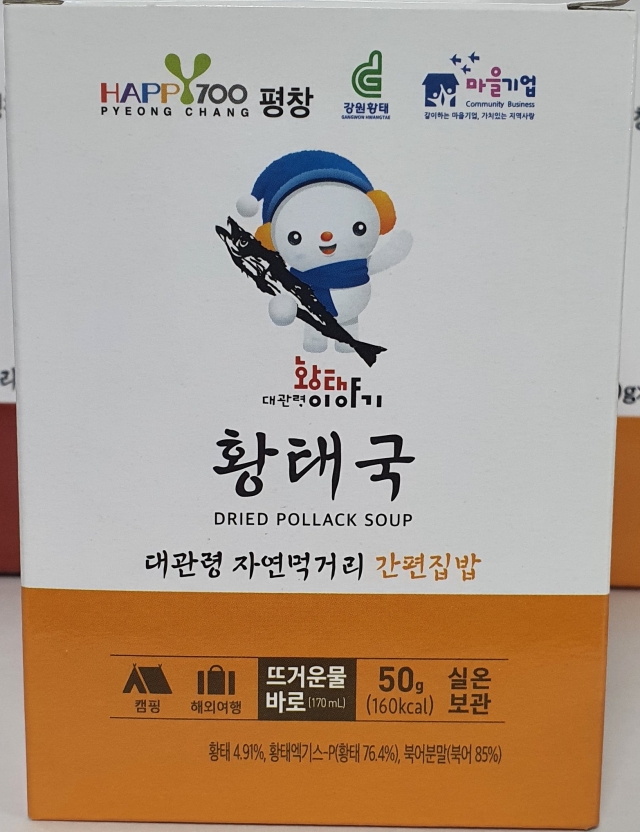 HAPPY700 평창
PYEONG CHANG
강원황태
GANGWON HWANGTAE
마을기업
Community Business
같이하는 마을기업, 가치있는 지역사랑
대관령 황태이야기
황태국
DRIED POLLACK SOUP
대관령 자연먹거리 간편집밥
캠핑
해외여행
뜨거운물
바로 (170 mL)
50g
(160kcal)
실온
보관
황태 4.91%, 황태엑기스-P(황태 76.4%), 북어분말(북어 85%)